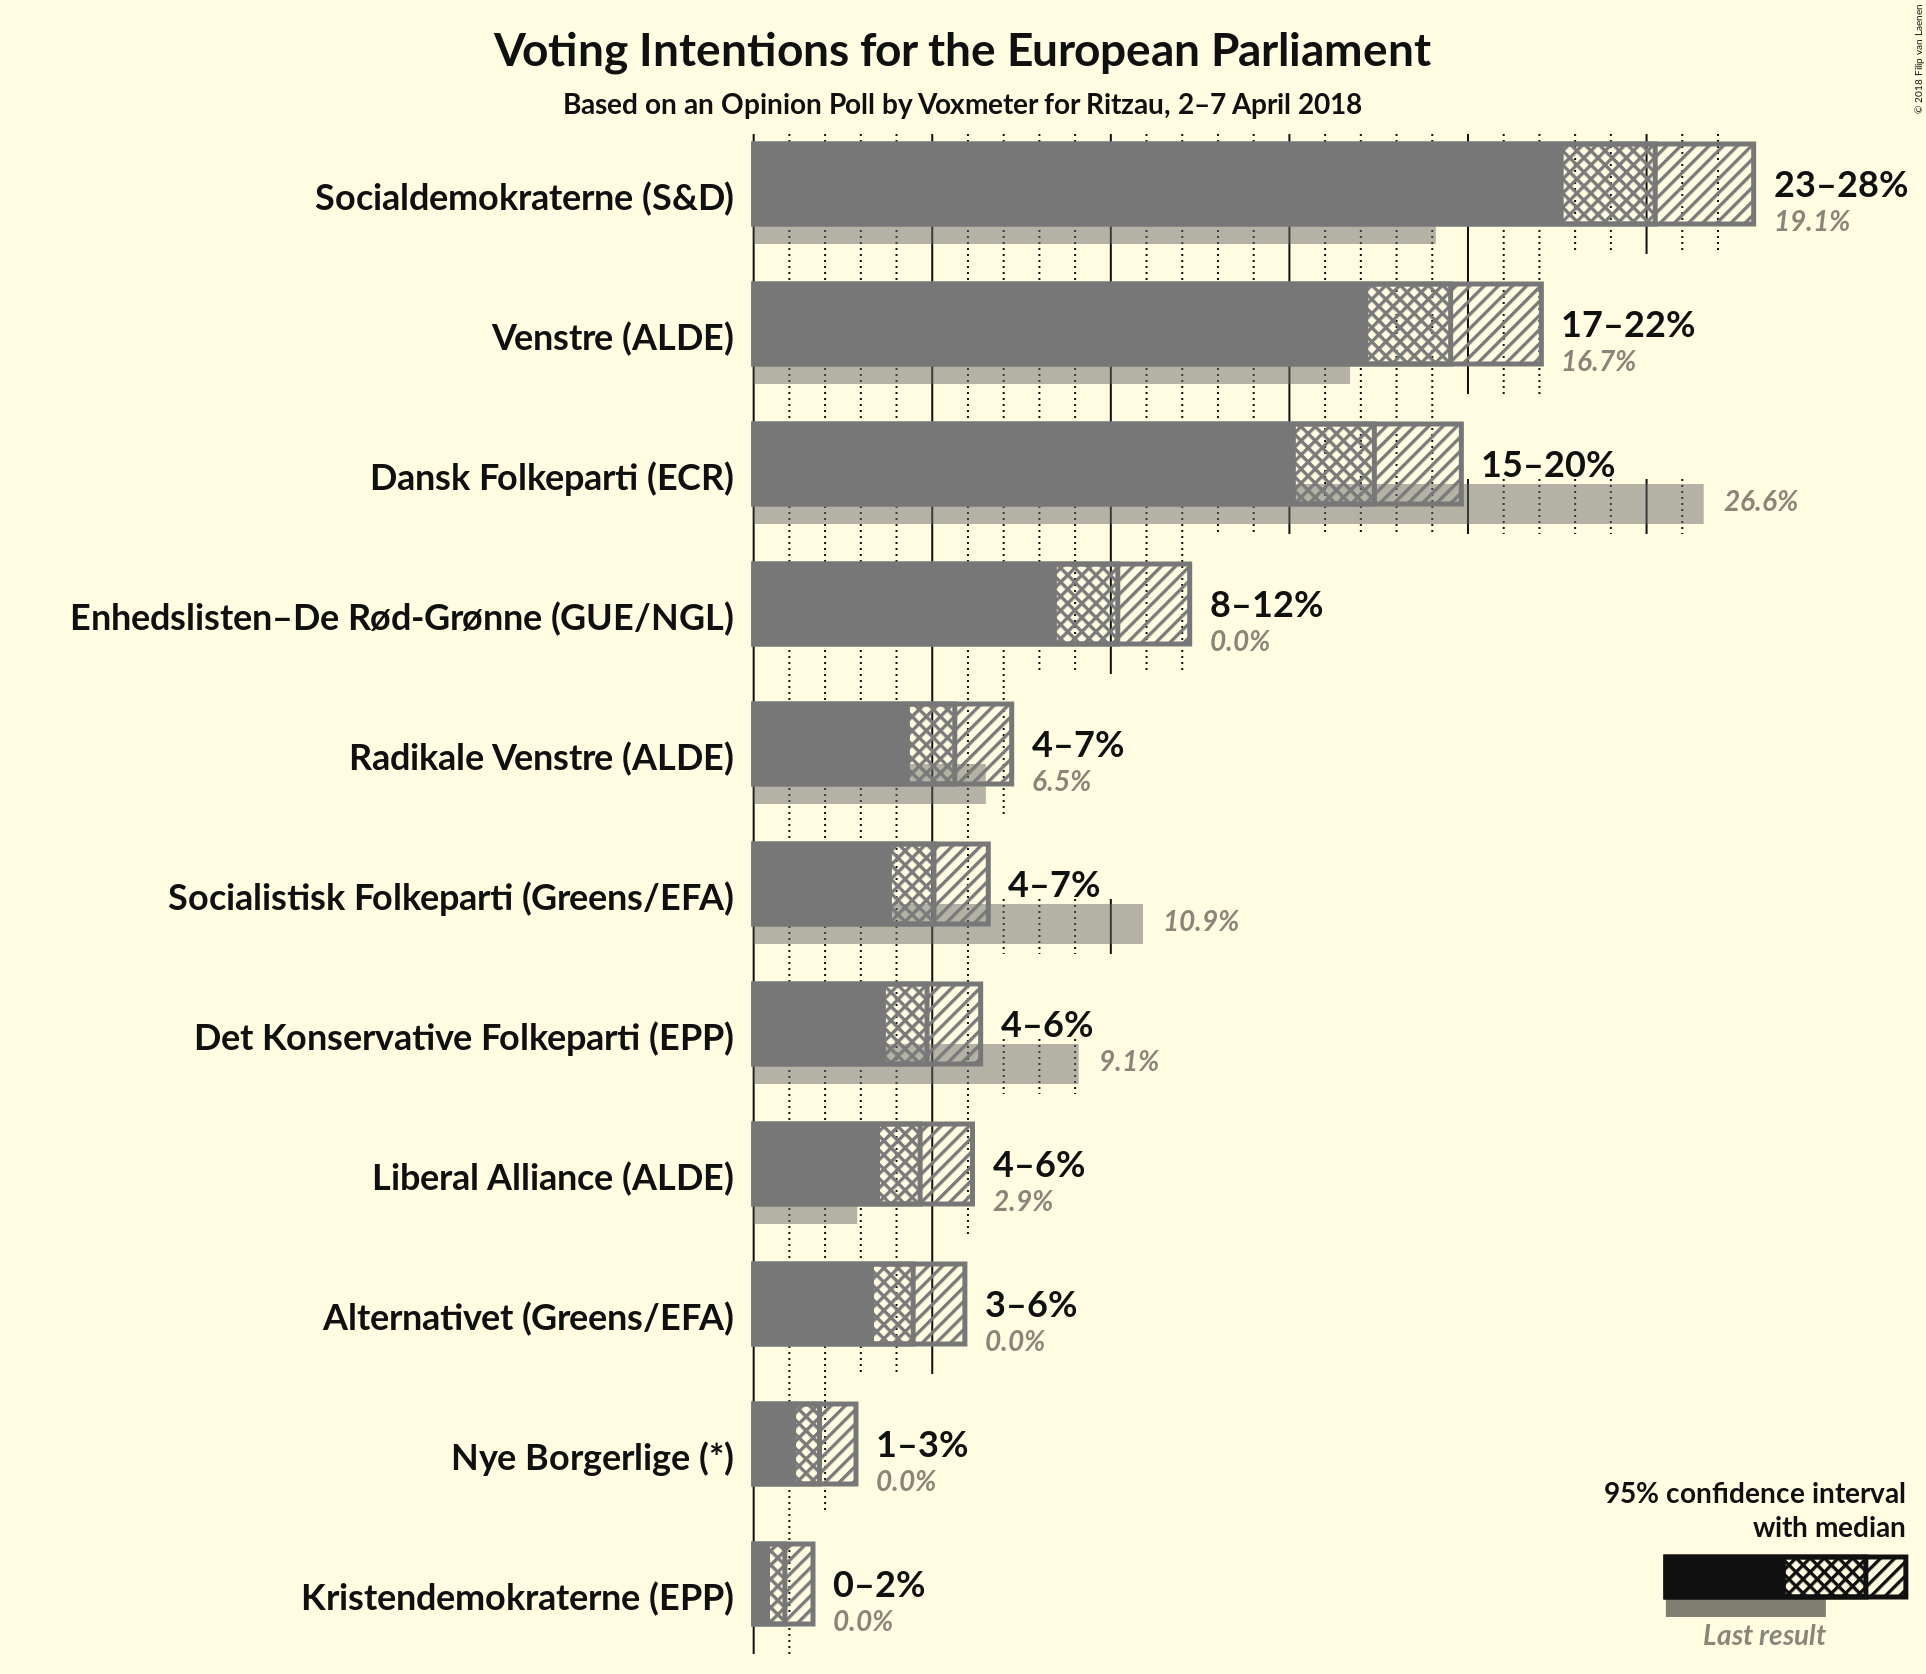 Voting Intentions for the European Parliament
Based on an Opinion Poll by Voxmeter for Ritzau, 2–7 April 2018
© 2018 Filip van Laenen
Socialdemokraterne (S&D)
23–28%
19.1%
Venstre (ALDE)
17–22%
16.7%
Dansk Folkeparti (ECR)
15–20%
26.6%
Enhedslisten–De Rød-Grønne (GUE/NGL)
8–12%
0.0%
Radikale Venstre (ALDE)
4–7%
6.5%
Socialistisk Folkeparti (Greens/EFA)
4–7%
10.9%
Det Konservative Folkeparti (EPP)
4–6%
9.1%
Liberal Alliance (ALDE)
4–6%
2.9%
Alternativet (Greens/EFA)
3–6%
0.0%
Nye Borgerlige (*)
1–3%
0.0%
Kristendemokraterne (EPP)
0–2%
0.0%
95% confidence interval
with median
Last result